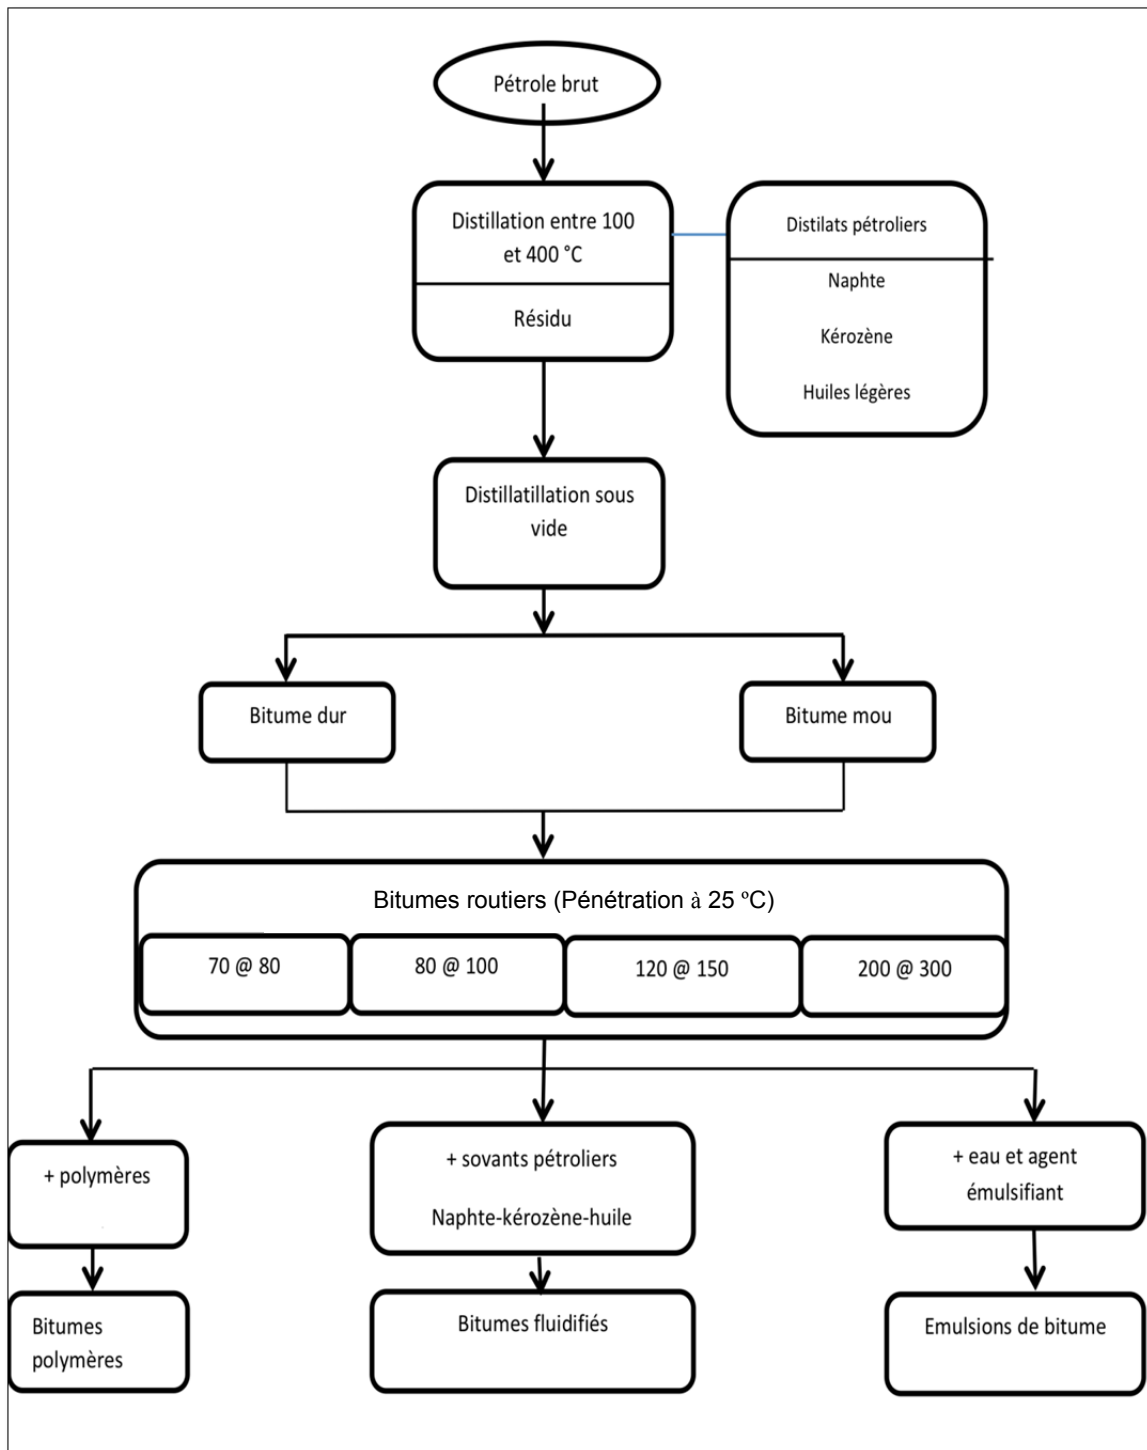 Pétrole brut
Distillation entre 100
et 400 °C
Résidu
Distilats pétroliers
Naphte
Kérozène
Huiles légères
Distillatillation sous
vide
Bitume dur
Bitume mou
Bitumes routiers (Pénétration à 25 ºC)
70 @ 80
80 @ 100
120 @ 150
200 @ 300
+ polymères
+ sovants pétroliers
Naphte-kérozène-huile
+ eau et agent
émulsifiant
Bitumes
polymères
Bitumes fluidifiés
Emulsions de bitume